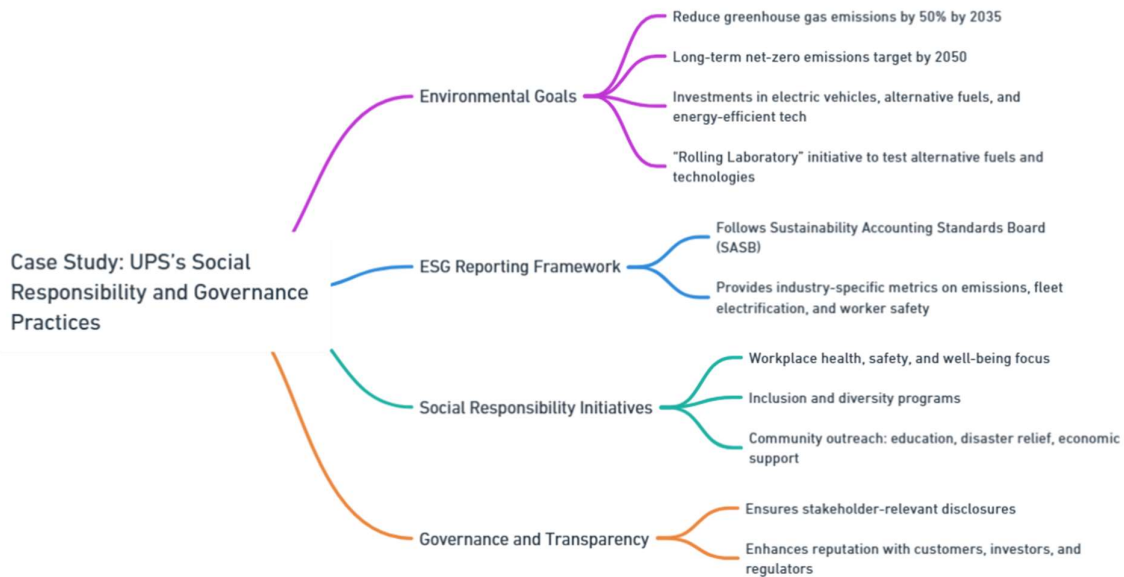 Case Study: UPS's Social
Responsibility and Governance
Practices
Environmental Goals
Reduce greenhouse gas emissions by 50% by 2035
Long-term net-zero emissions target by 2050
Investments in electric vehicles, alternative fuels, and
energy-efficient tech
"Rolling Laboratory" initiative to test alternative fuels and
technologies
ESG Reporting Framework
Follows Sustainability Accounting Standards Board
(SASB)
Provides industry-specific metrics on emissions, fleet
electrification, and worker safety
Social Responsibility Initiatives
Workplace health, safety, and well-being focus
Inclusion and diversity programs
Community outreach: education, disaster relief, economic
support
Governance and Transparency
Ensures stakeholder-relevant disclosures
Enhances reputation with customers, investors, and
regulators